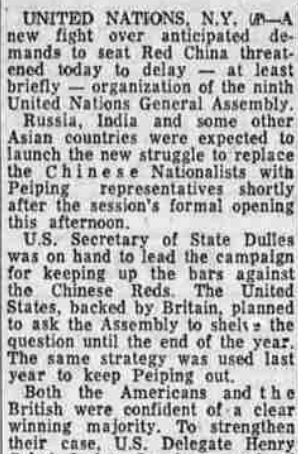 UNITED NATIONS, N.Y. (AP)—A
new fight over anticipated de-
mands to seat Red China threat-
ened today to delay — at least
briefly — organization of the ninth
United Nations General Assembly.
Russia, India and some other
Asian countries were expected to
launch the new struggle to replace
the Chinese Nationalists with
Peiping representatives shortly
after the session's formal opening
this afternoon.
U.S. Secretary of State Dulles
was on hand to lead the campaign
for keeping up the bars against
the Chinese Reds. The United
States, backed by Britain, planned
to ask the Assembly to shelve the
question until the end of the year.
The same strategy was used last
year to keep Peiping out.
Both the Americans and the
British were confident of a clear
winning majority. To strengthen
their case, U.S. Delegate Henry